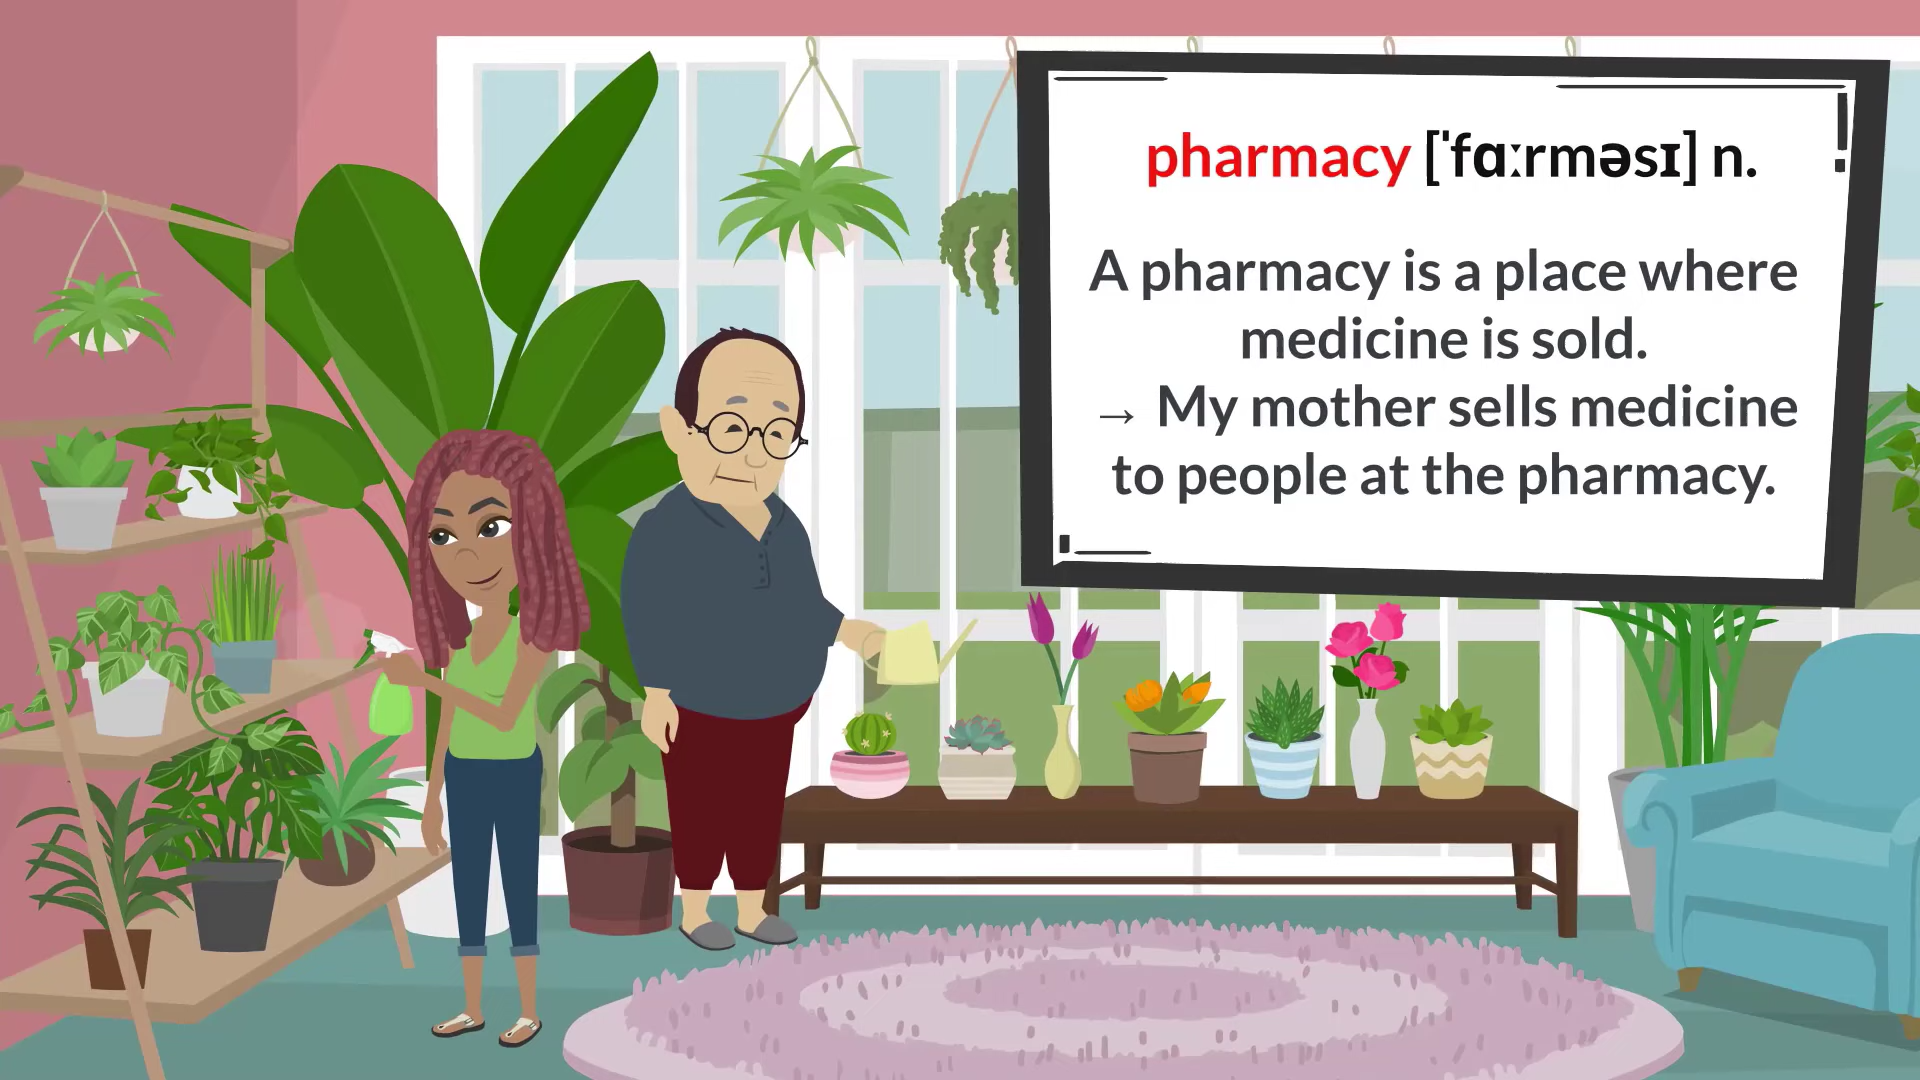 pharmacy [ˈfɑːrməsɪ] n.
A pharmacy is a place where
medicine is sold.
→ My mother sells medicine
to people at the pharmacy.